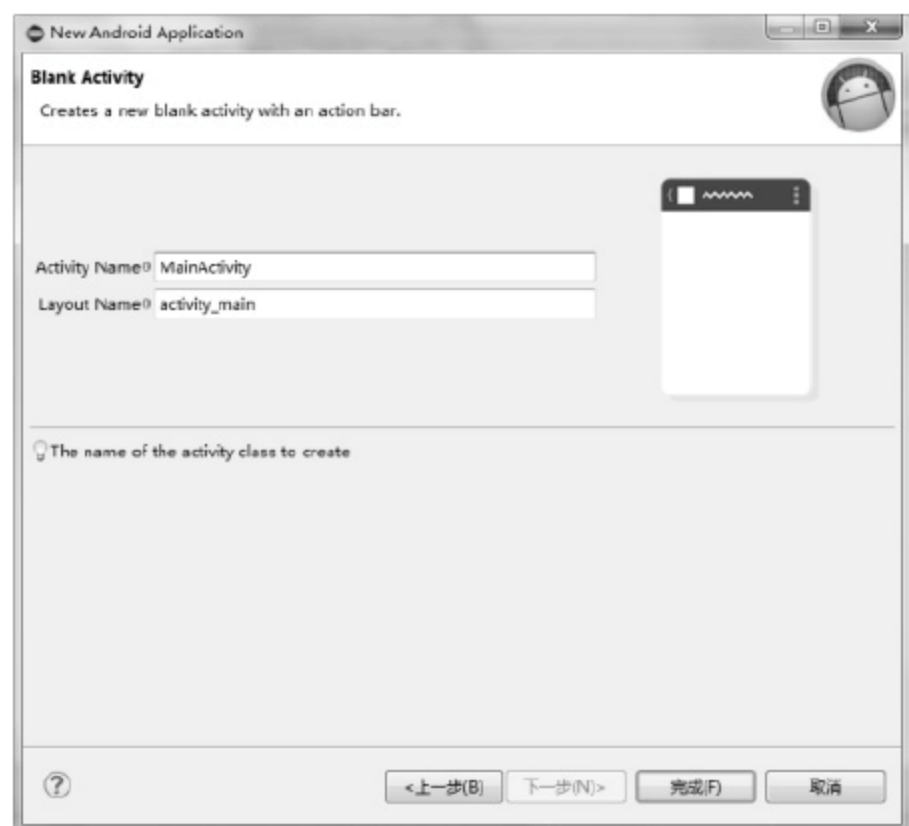 New Android Application
Blank Activity
Creates a new blank activity with an action bar.
Activity Name MainActivity
Layout Name activity_main
The name of the activity class to create
?
<上一步(B)
下一步(N)>
完成(F)
取消